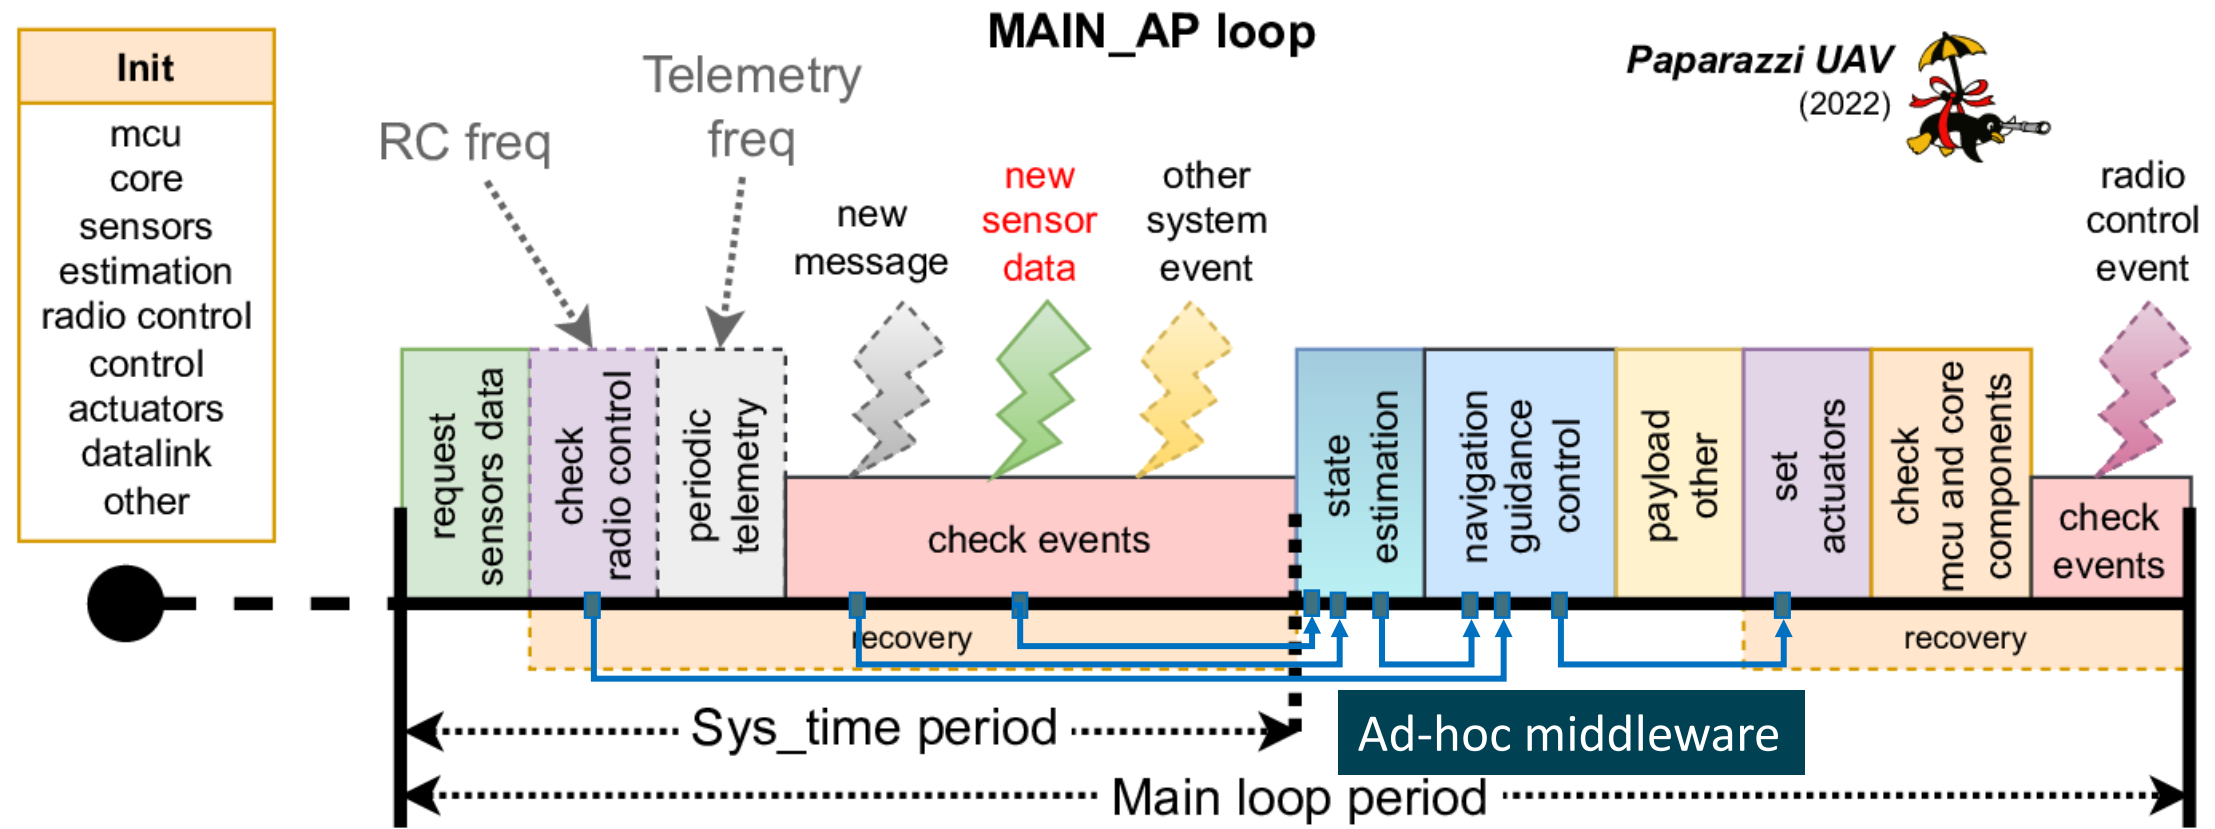 MAIN_AP loop
Paparazzi UAV
(2022)
Init
mcu
core
sensors
estimation
radio control
control
actuators
datalink
other
RC freq
Telemetry
freq
new
message
new
sensor
data
other
system
event
radio
control
event
request
sensors data
check
radio control
periodic
telemetry
check events
state
estimation
navigation
guidance
control
payload
other
set
actuators
check
mcu and core
components
check
events
recovery
recovery
Sys_time period
Ad-hoc middleware
Main loop period